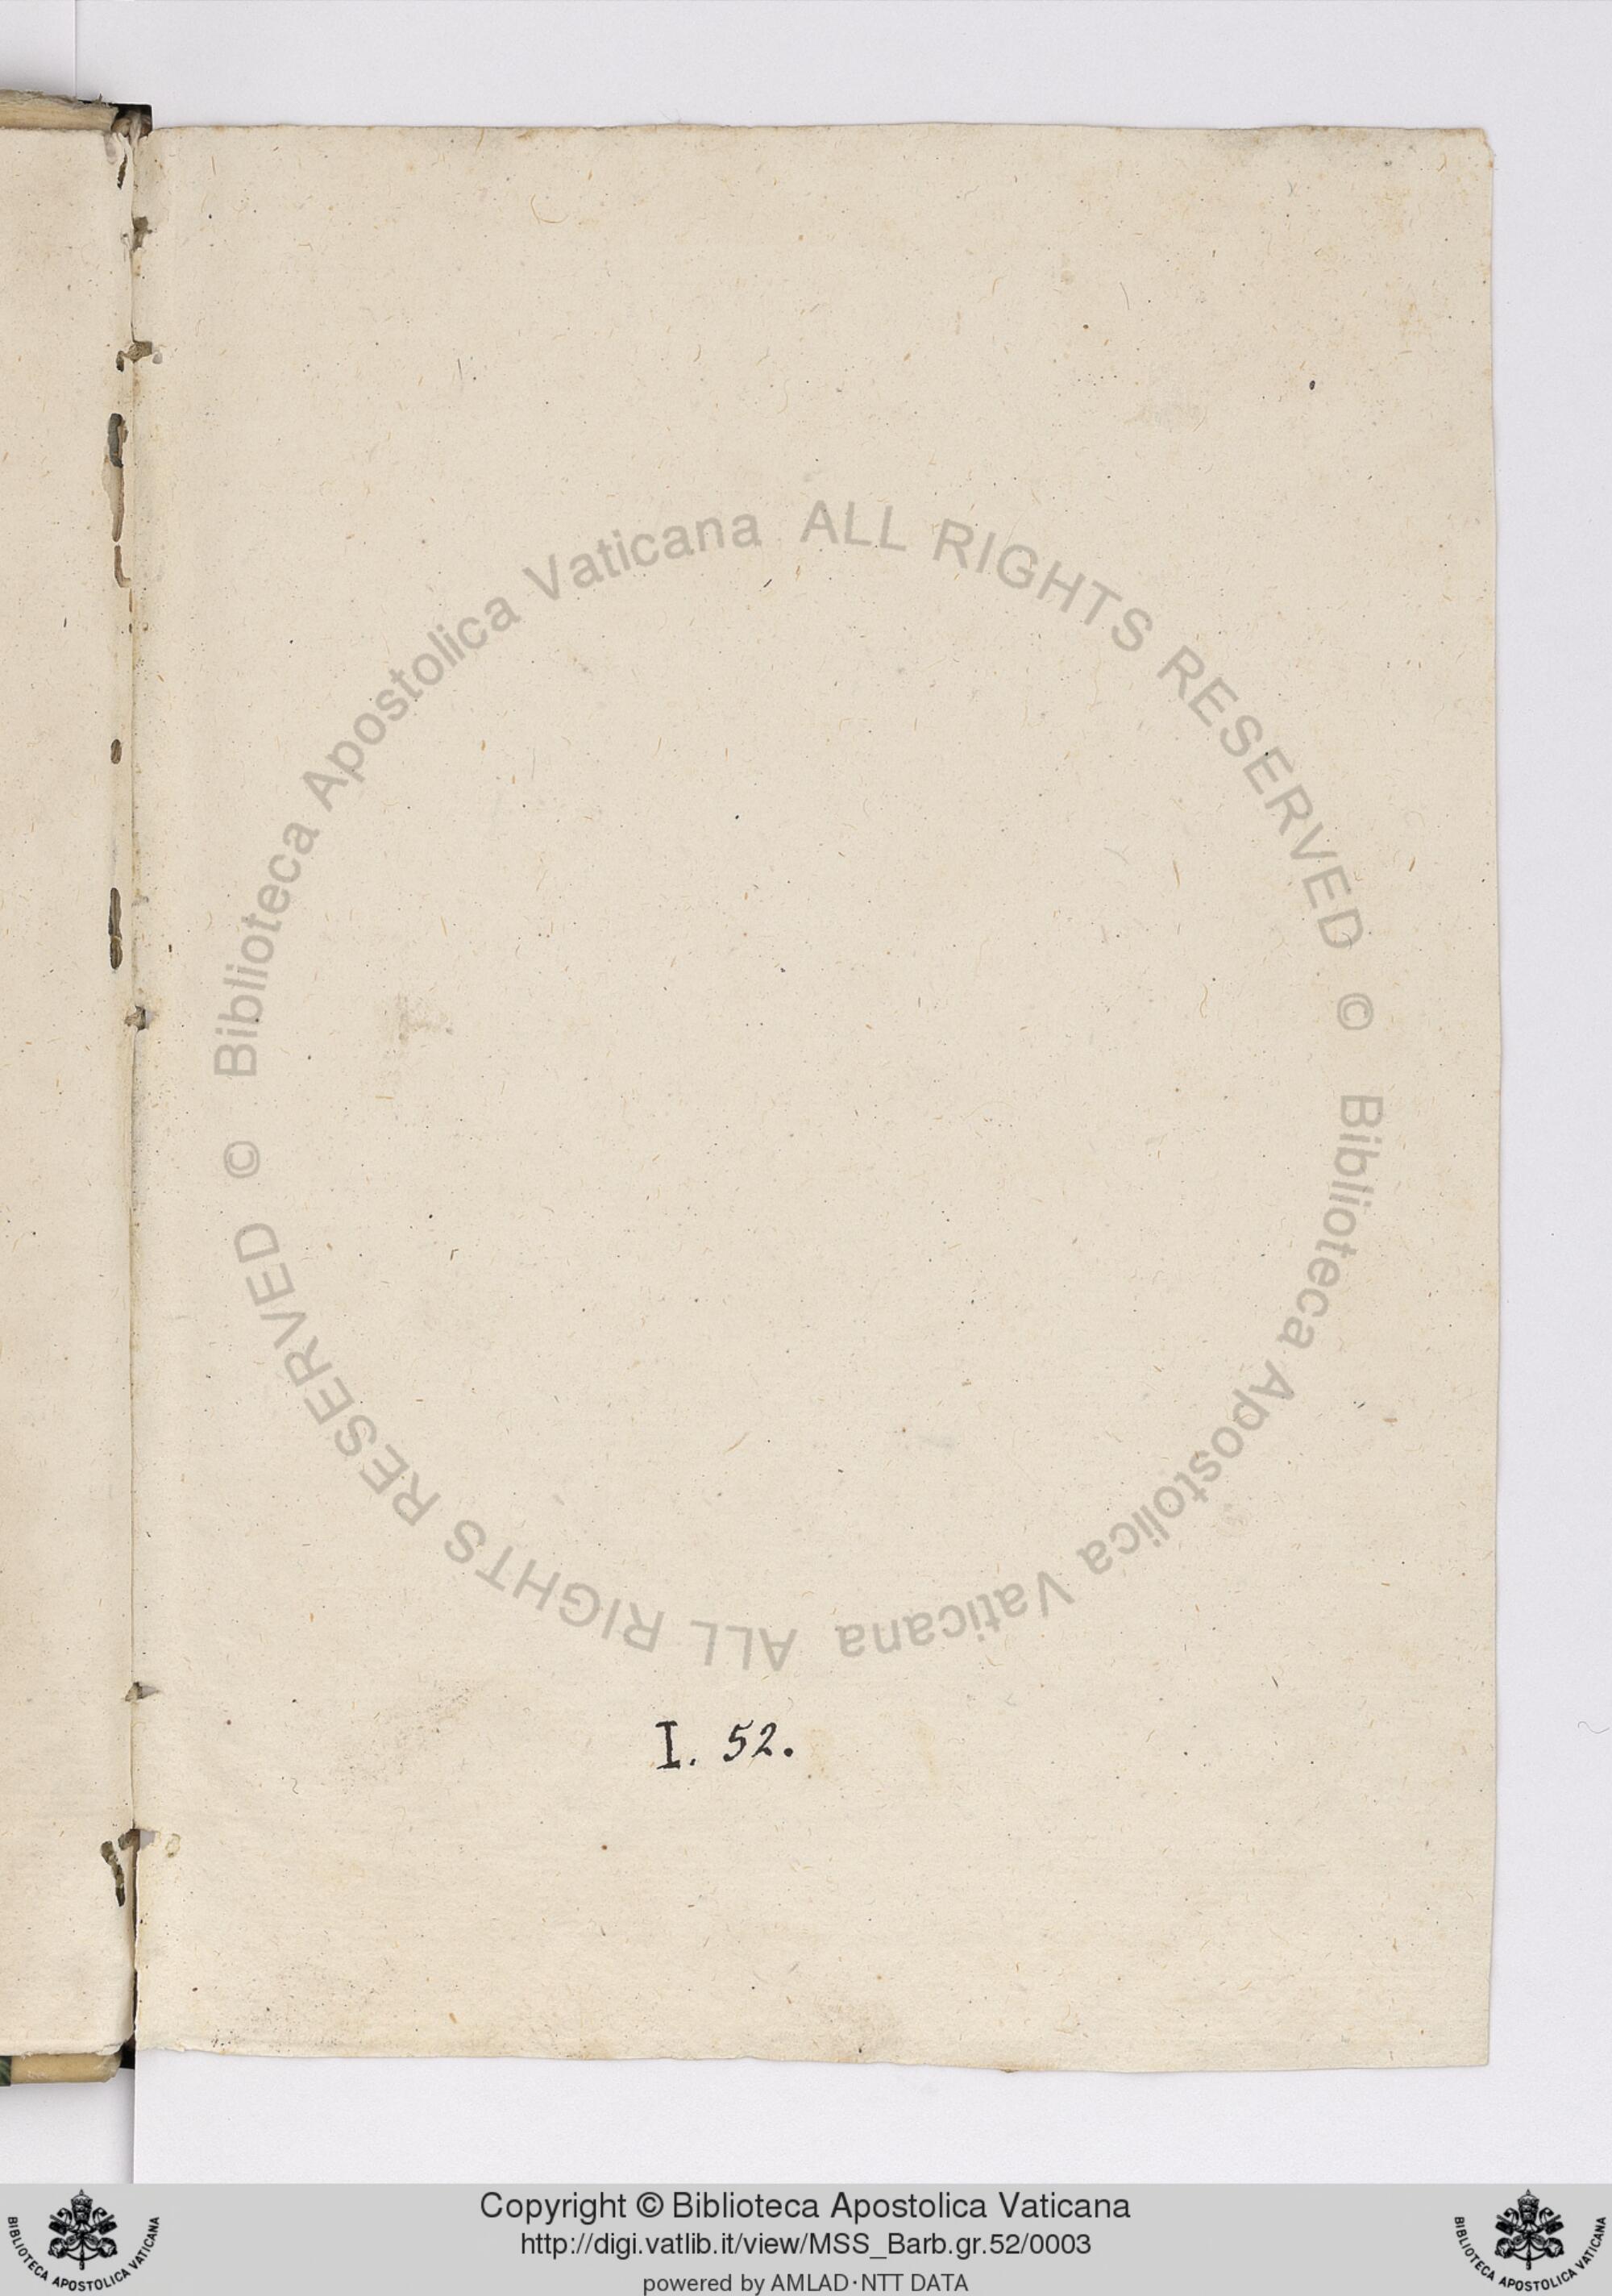 © Biblioteca Apostolica Vaticana ALL RIGHTS RESERVED
© Biblioteca Apostolica Vaticana ALL RIGHTS RESERVED
I. 52.
BIBLIOTECA APOSTOLICA VATICANA
Copyright © Biblioteca Apostolica Vaticana
http://digi.vatlib.it/view/MSS_Barb.gr.52/0003
powered by AMLAD·NTT DATA
BIBLIOTECA APOSTOLICA VATICANA